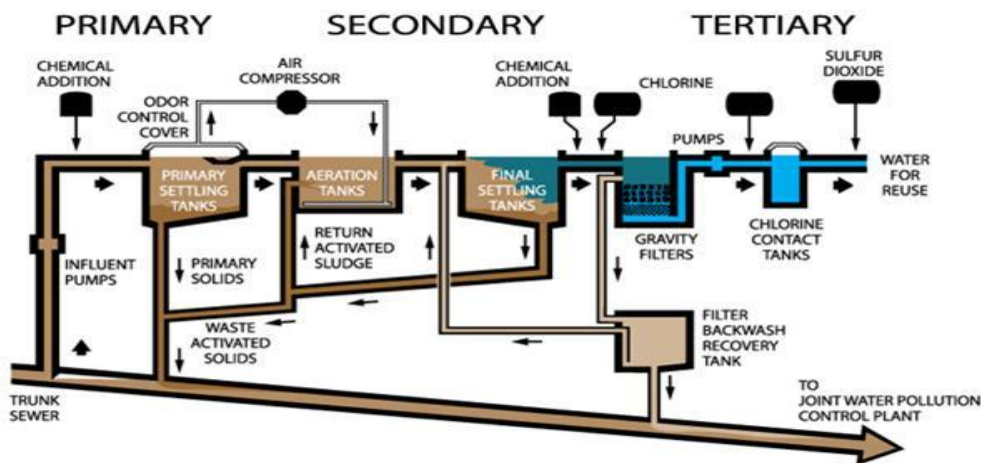 PRIMARY
SECONDARY
TERTIARY
CHEMICAL
ADDITION
ODOR
CONTROL
COVER
AIR
COMPRESSOR
CHEMICAL
ADDITION
CHLORINE
SULFUR
DIOXIDE
PUMPS
PRIMARY
SETTLING
TANKS
AERATION
TANKS
FINAL
SETTLING
TANKS
WATER
FOR
REUSE
GRAVITY
FILTERS
CHLORINE
CONTACT
TANKS
INFLUENT
PUMPS
PRIMARY
SOLIDS
RETURN
ACTIVATED
SLUDGE
WASTE
ACTIVATED
SOLIDS
FILTER
BACKWASH
RECOVERY
TANK
TRUNK
SEWER
TO
JOINT WATER POLLUTION
CONTROL PLANT